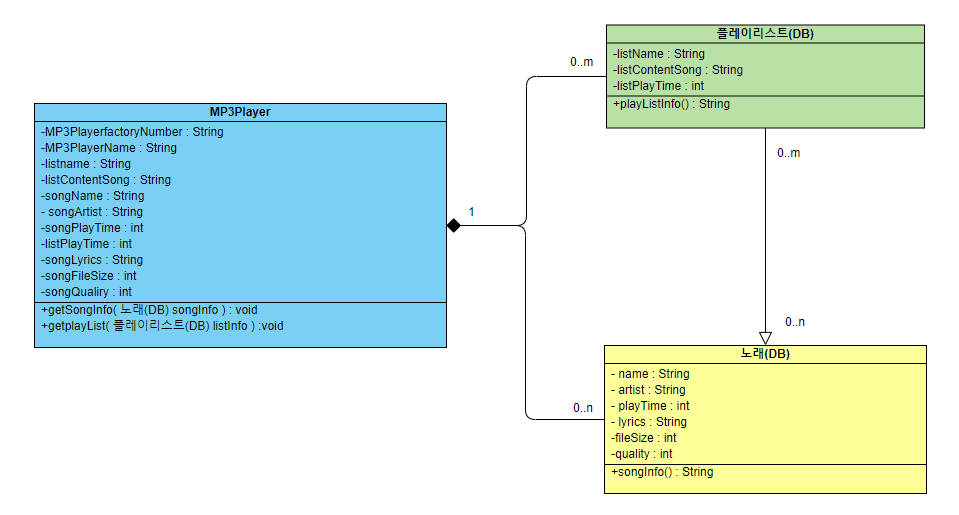 MP3Player
-MP3PlayerfactoryNumber : String
-MP3PlayerName : String
-listname : String
-listContentSong : String
-songName : String
- songArtist : String
-songPlayTime : int
-listPlayTime : int
-songLyrics : String
-songFileSize : int
-songQualiry : int
+getSongInfo( 노래(DB) songInfo ) : void
+getplayList( 플레이리스트(DB) listInfo ) :void
1
0..m
0..n
플레이리스트(DB)
-listName : String
-listContentSong : String
-listPlayTime : int
+playListInfo() : String
0..m
0..n
노래(DB)
- name : String
- artist : String
- playTime : int
- lyrics : String
-fileSize : int
-quality : int
+songInfo() : String